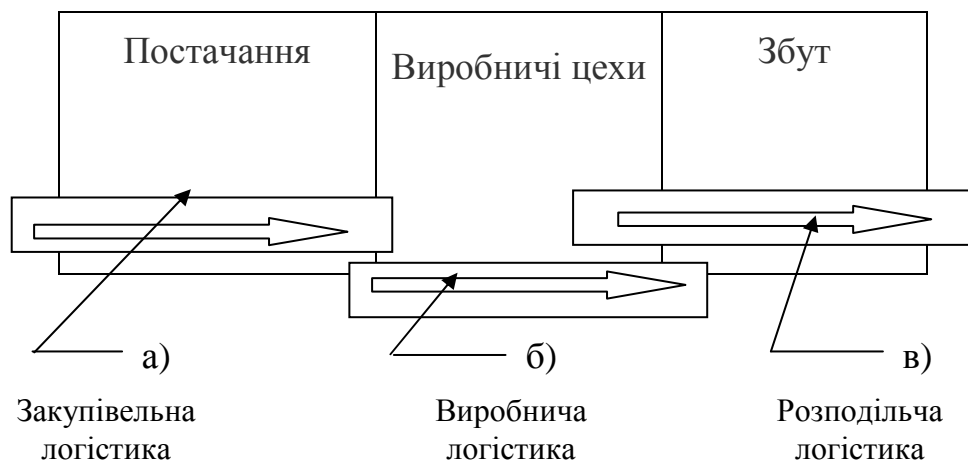 Постачання
Виробничі цехи
Збут
а)
б)
в)
Закупівельна
логістика
Виробнича
логістика
Розподільча
логістика